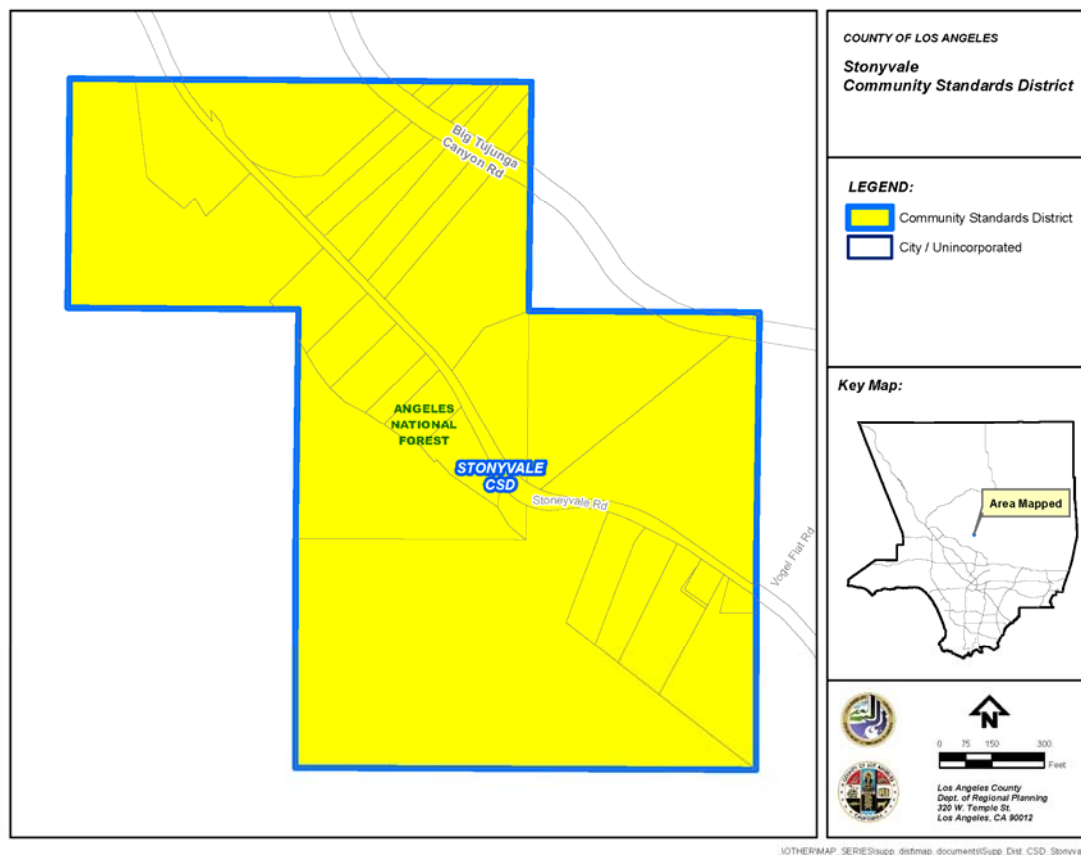 COUNTY OF LOS ANGELES
Stonyvale
Community Standards District
LEGEND:
Community Standards District
City / Unincorporated
Key Map:
Area Mapped
N
0 75 150 300
Feet
Los Angeles County
Dept. of Regional Planning
320 W. Temple St.
Los Angeles, CA 90012
Big Tujunga
Canyon Rd
ANGELES
NATIONAL
FOREST
STONYVALE
CSD
Stoneyvale Rd
Vogel Flat Rd